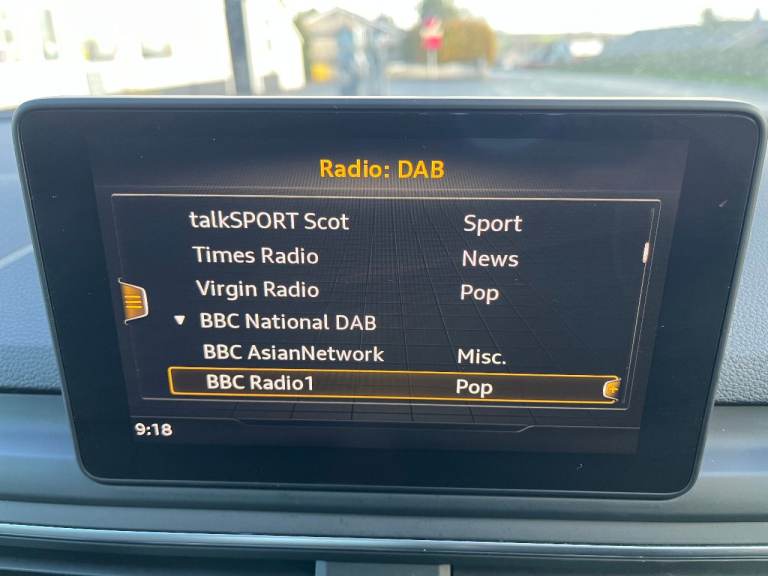 Radio: DAB
talkSPORT Scot Sport
Times Radio News
Virgin Radio Pop
BBC National DAB
BBC AsianNetwork Misc.
BBC Radio1 Pop
9:18